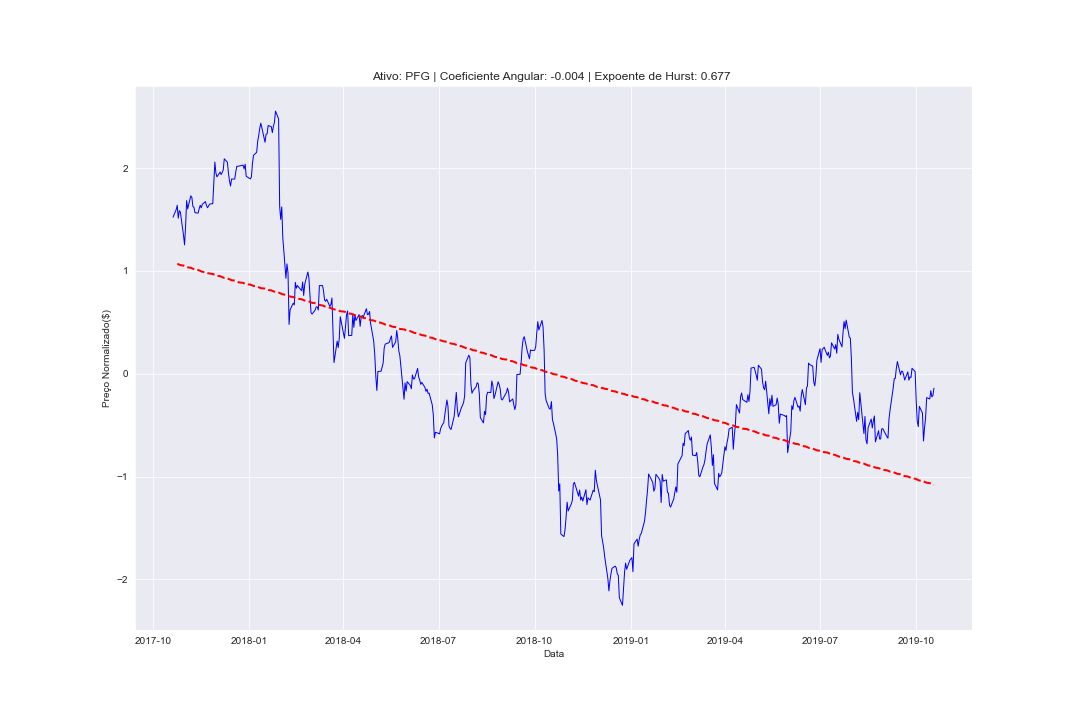 Ativo: PFG | Coeficiente Angular: -0.004 | Expoente de Hurst: 0.677
Preço Normalizado($)
2
1
0
−1
−2
2017-10 2018-01 2018-04 2018-07 2018-10 2019-01 2019-04 2019-07 2019-10
Data